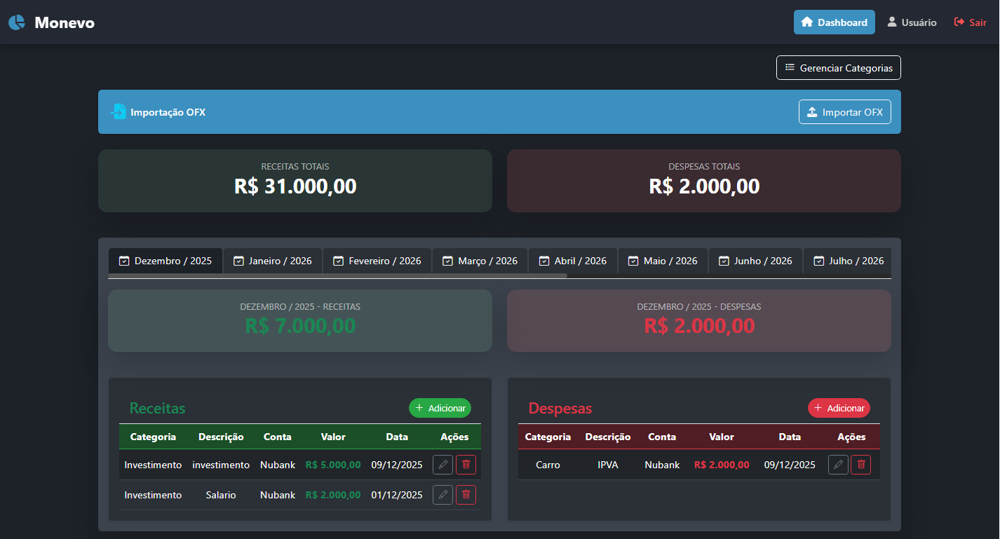 Monevo
Dashboard Usuário Sair
Gerenciar Categorias
Importação OFX Importar OFX
RECEITAS TOTAIS
R$ 31.000,00
DESPESAS TOTAIS
R$ 2.000,00
Dezembro / 2025 Janeiro / 2026 Fevereiro / 2026 Março / 2026 Abril / 2026 Maio / 2026 Junho / 2026 Julho / 2026
DEZEMBRO / 2025 - RECEITAS
R$ 7.000,00
DEZEMBRO / 2025 - DESPESAS
R$ 2.000,00
Receitas + Adicionar
Categoria Descrição Conta Valor Data Ações
Investimento investimento Nubank R$ 5.000,00 09/12/2025
Investimento Salario Nubank R$ 2.000,00 01/12/2025
Despesas + Adicionar
Categoria Descrição Conta Valor Data Ações
Carro IPVA Nubank R$ 2.000,00 09/12/2025